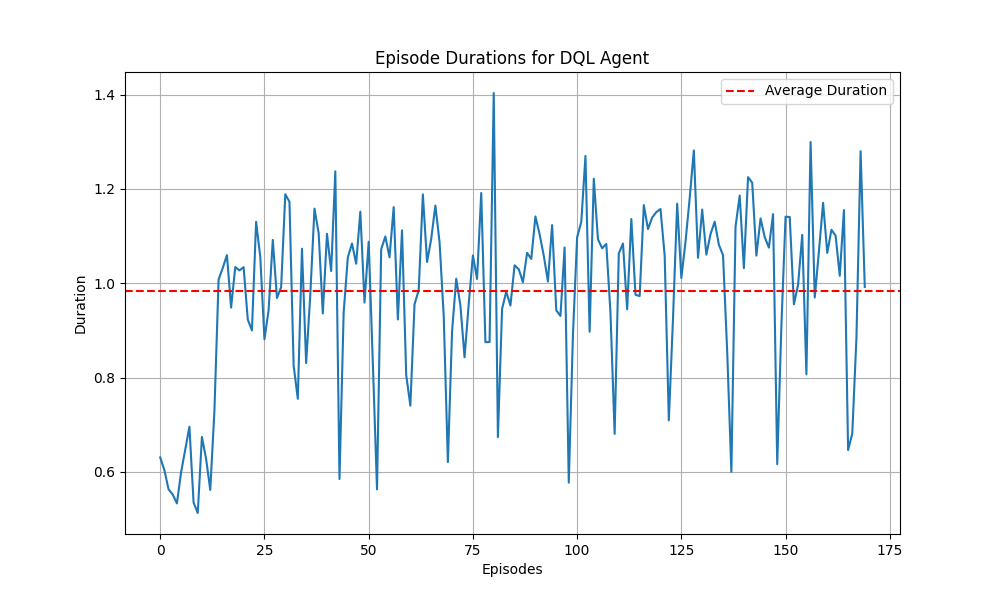 Episode Durations for DQL Agent
Average Duration
1.4
1.2
1.0
0.8
0.6
Duration
0 25 50 75 100 125 150 175
Episodes